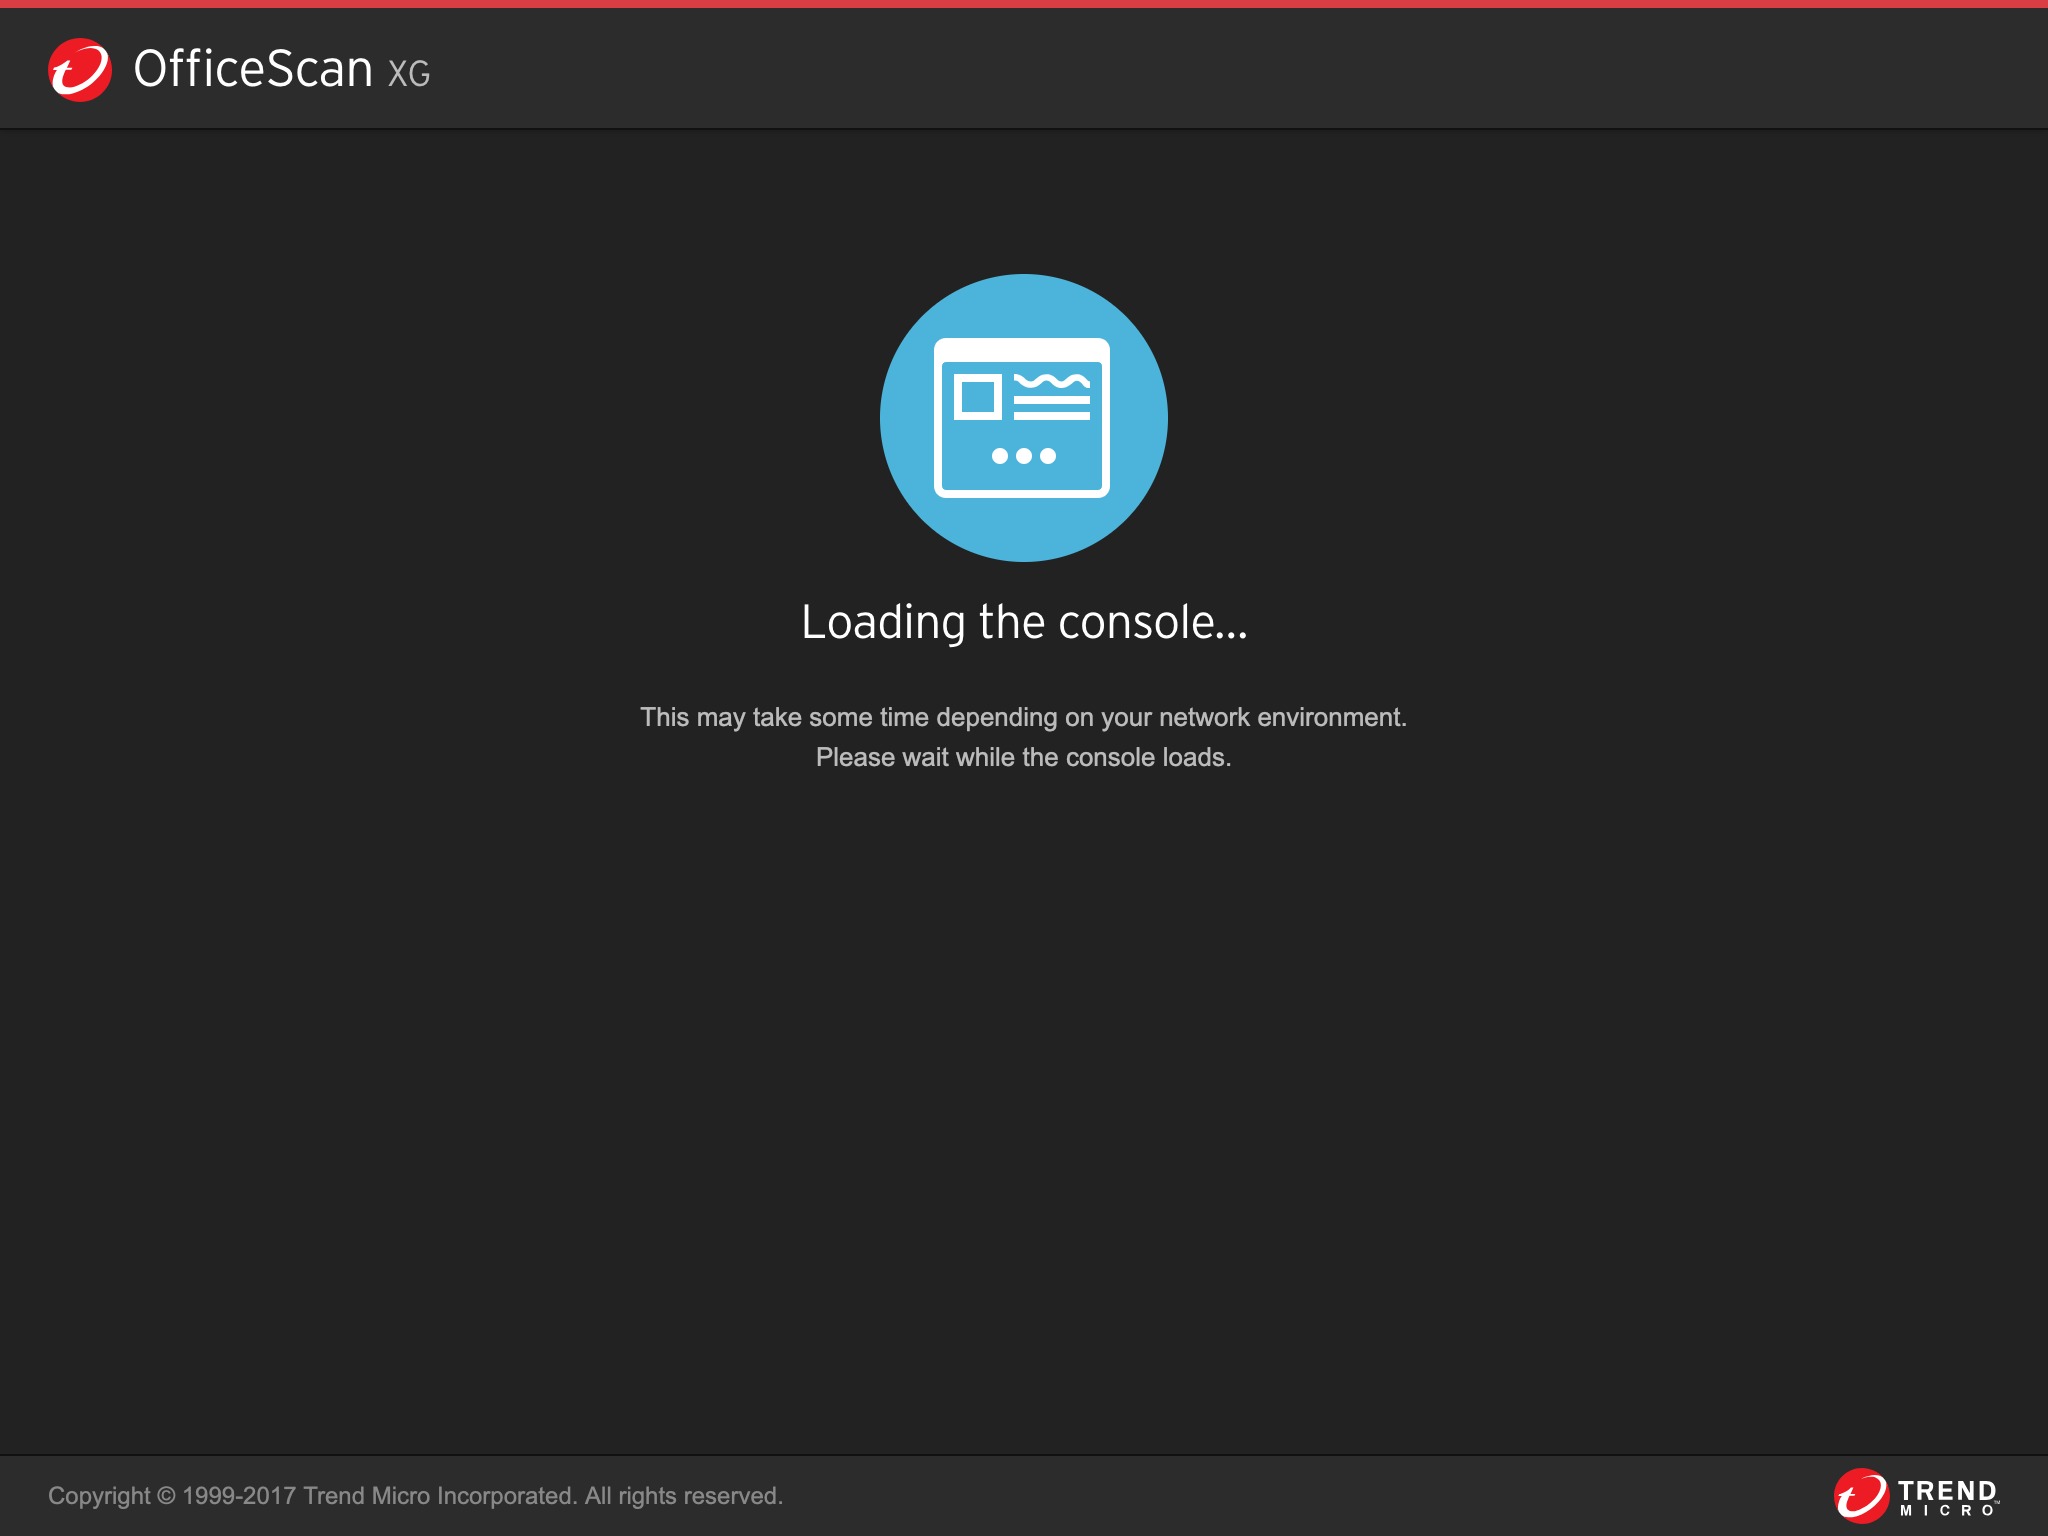 OfficeScan XG
Loading the console...
This may take some time depending on your network environment.
Please wait while the console loads.
Copyright © 1999-2017 Trend Micro Incorporated. All rights reserved.
TREND
MICRO™